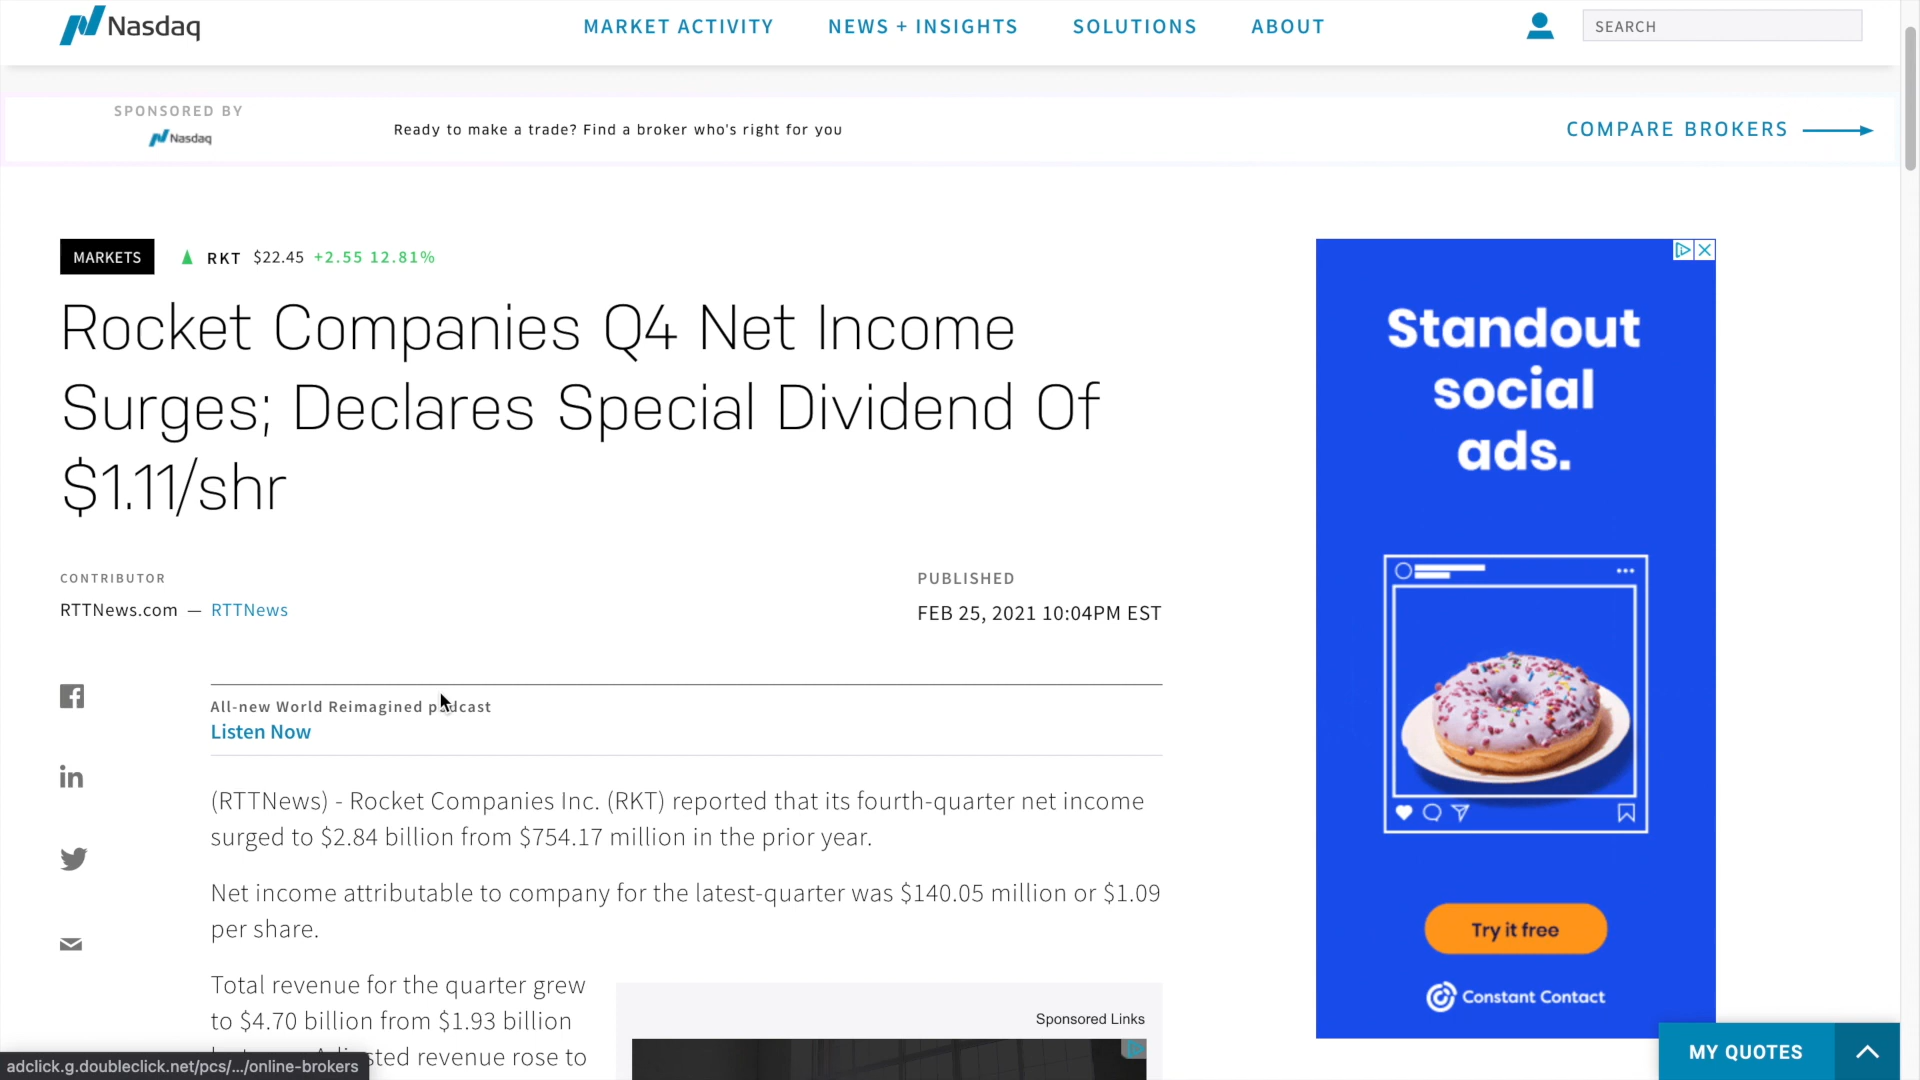 Nasdaq
MARKET ACTIVITY
NEWS + INSIGHTS
SOLUTIONS
ABOUT
SEARCH
SPONSORED BY
Nasdaq
Ready to make a trade? Find a broker who's right for you
COMPARE BROKERS
MARKETS
RKT $22.45 +2.55 12.81%
Rocket Companies Q4 Net Income
Surges; Declares Special Dividend Of
$1.11/shr
CONTRIBUTOR
RTTNews.com — RTTNews
PUBLISHED
FEB 25, 2021 10:04PM EST
All-new World Reimagined podcast
Listen Now
(RTTNews) - Rocket Companies Inc. (RKT) reported that its fourth-quarter net income
surged to $2.84 billion from $754.17 million in the prior year.
Net income attributable to company for the latest-quarter was $140.05 million or $1.09
per share.
Total revenue for the quarter grew
to $4.70 billion from $1.93 billion
revenue rose to
Sponsored Links
Standout
social
ads.
Try it free
Constant Contact
MY QUOTES
adclick.g.doubleclick.net/pcs/.../online-brokers